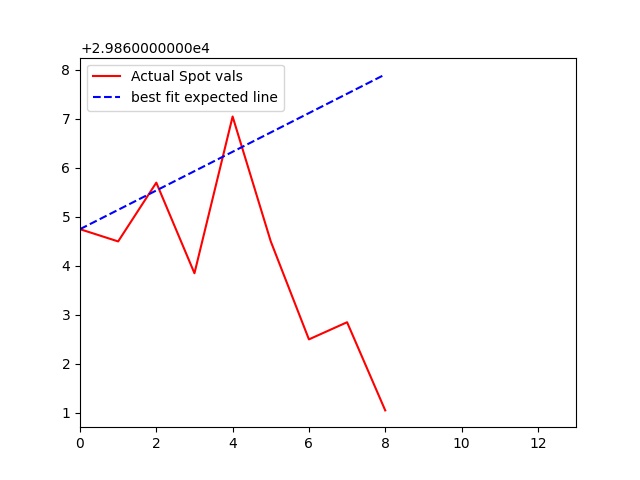 +2.9860000000e4
Actual Spot vals
best fit expected line
8
7
6
5
4
3
2
1
0 2 4 6 8 10 12